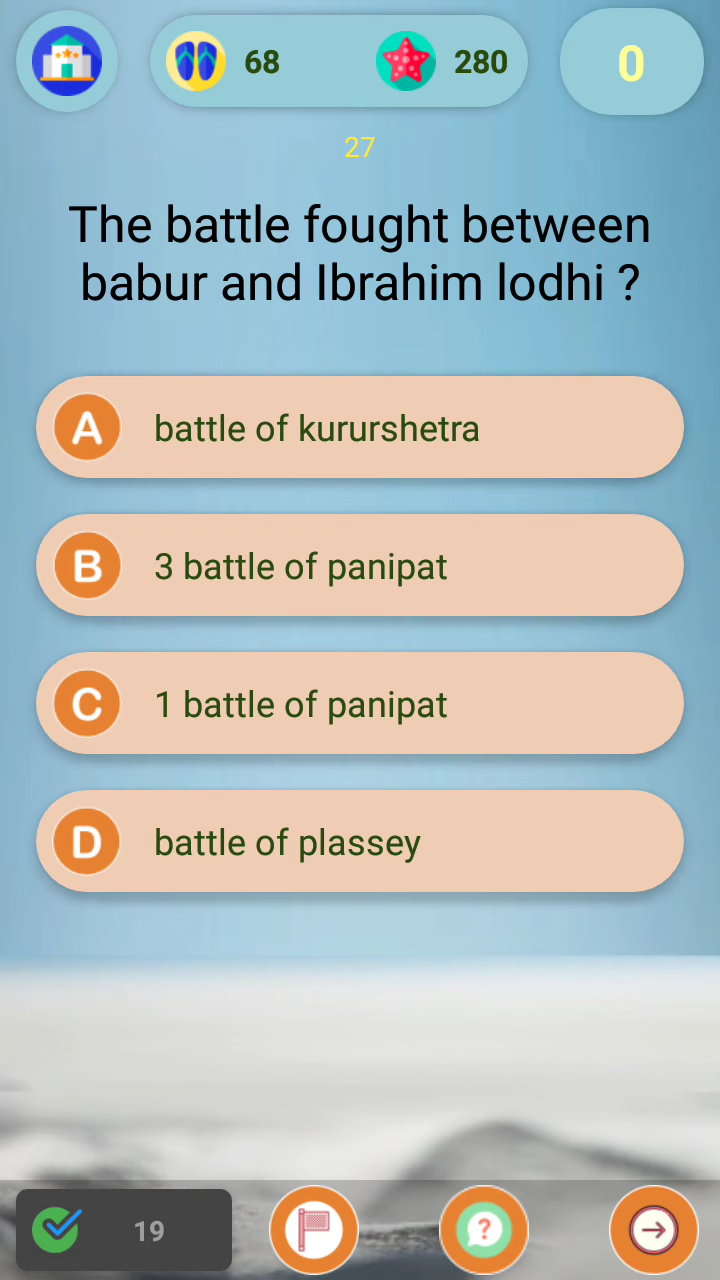 68
280
0
27
The battle fought between
babur and Ibrahim lodhi ?
A battle of kururshetra
B 3 battle of panipat
C 1 battle of panipat
D battle of plassey
19
?